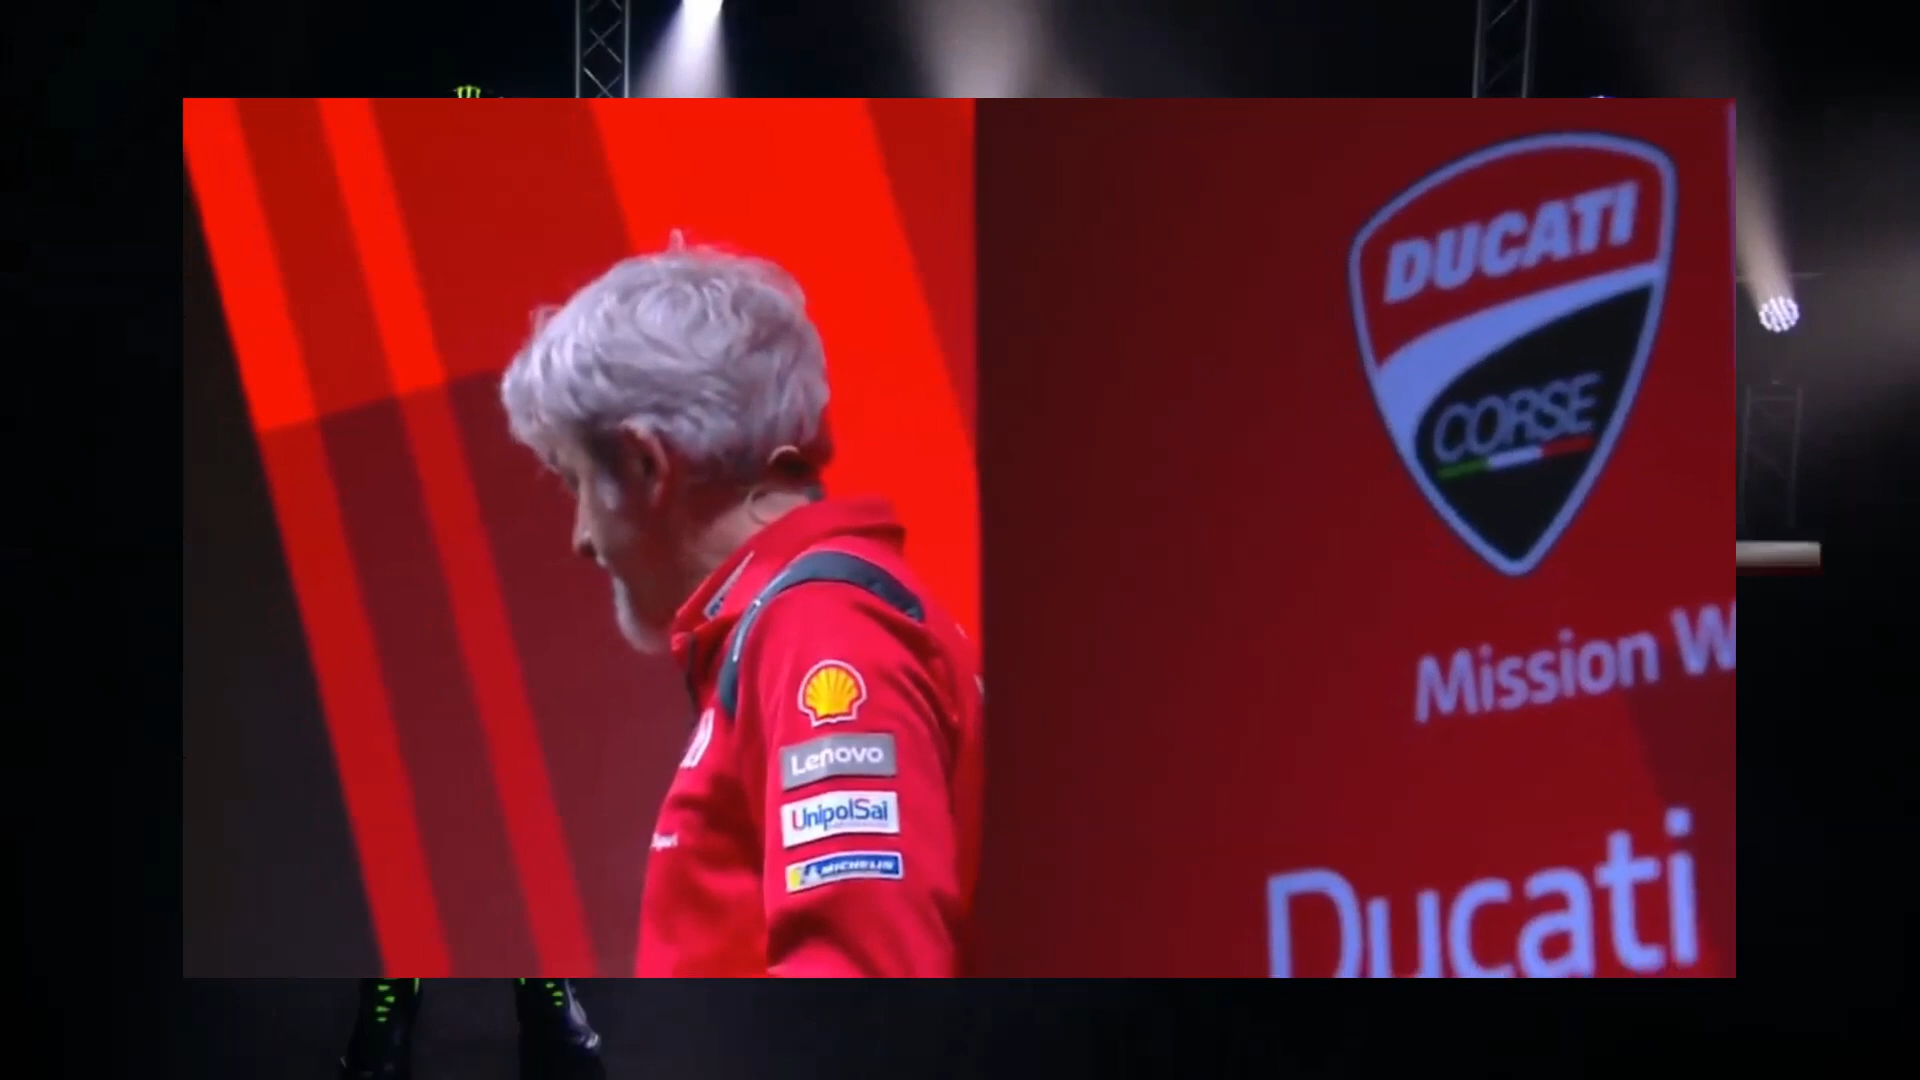 DUCATI
CORSE
Mission W
Ducati
Lenovo
UnipolSai
MICHELIN